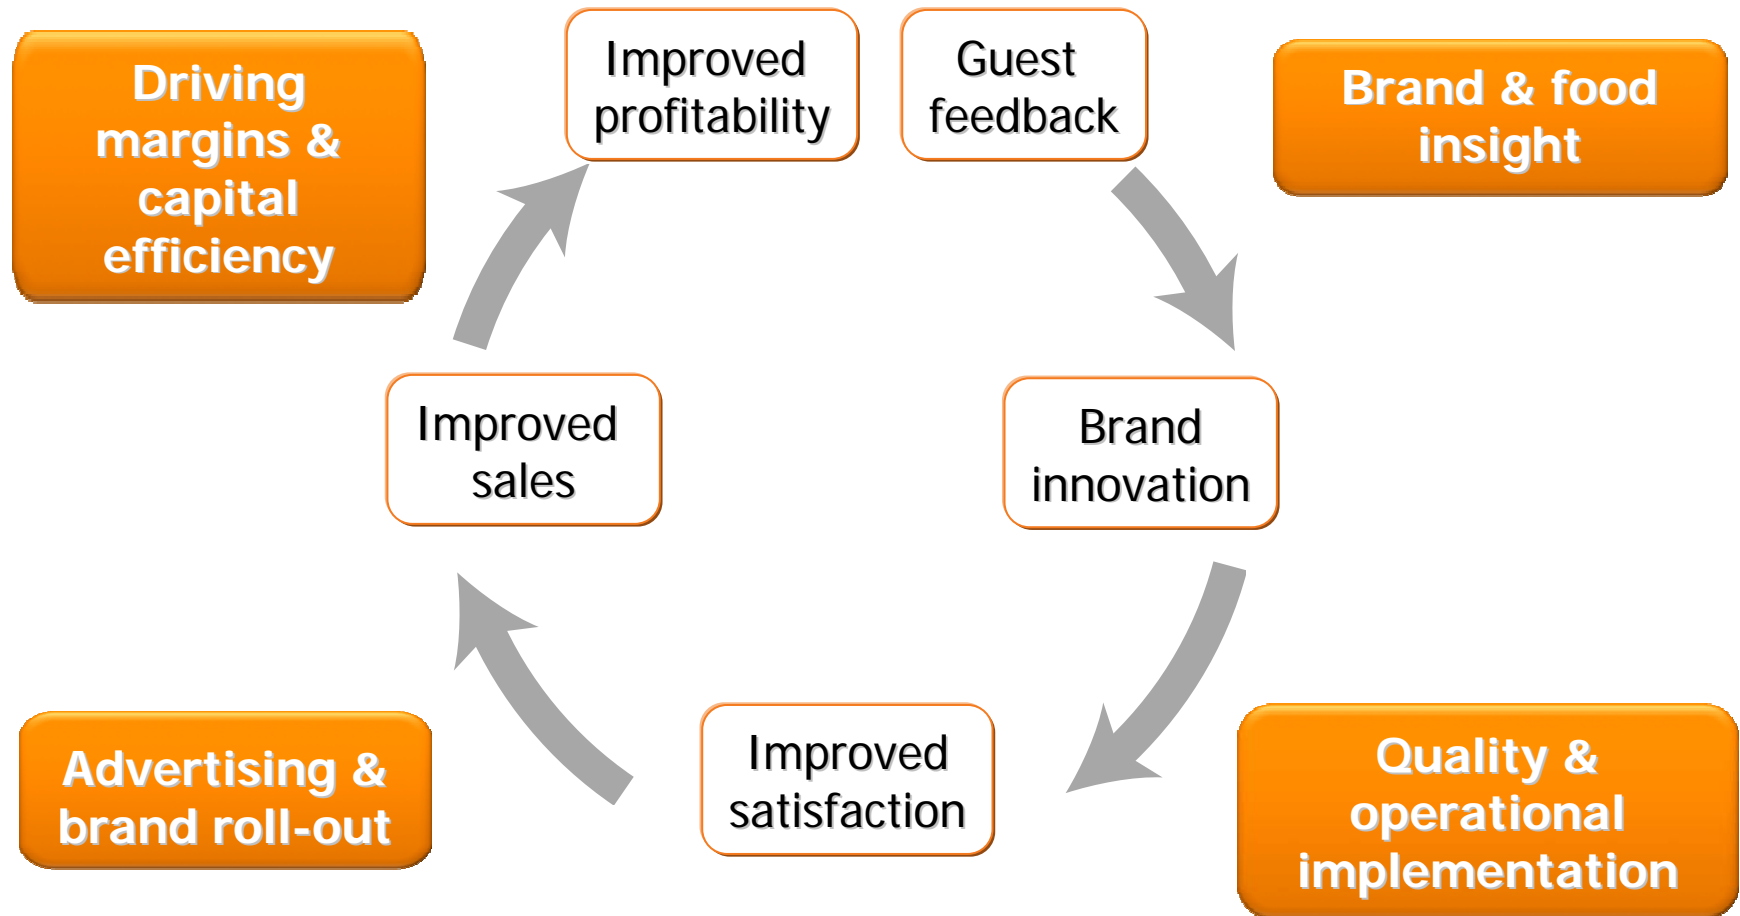 Driving
margins &
capital
efficiency
Improved
profitability
Guest
feedback
Brand & food
insight
Improved
sales
Brand
innovation
Advertising &
brand roll-out
Improved
satisfaction
Quality &
operational
implementation